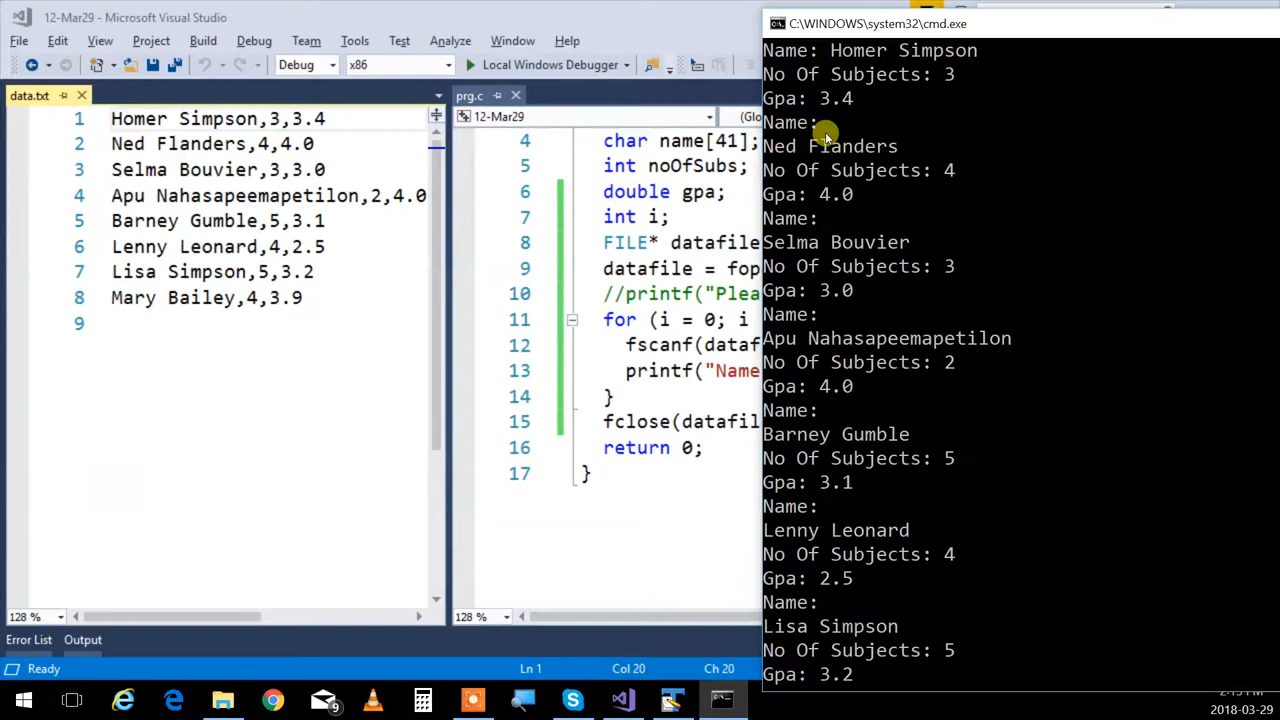 12-Mar29 - Microsoft Visual Studio
File Edit View Project Build Debug Team Tools Test Analyze Window Help
Debug x86 Local Windows Debugger
data.txt
1 Homer Simpson,3,3.4
2 Ned Flanders,4,4.0
3 Selma Bouvier,3,3.0
4 Apu Nahasapeemapetilon,2,4.0
5 Barney Gumble,5,3.1
6 Lenny Leonard,4,2.5
7 Lisa Simpson,5,3.2
8 Mary Bailey,4,3.9
9
128 %
prg.c
12-Mar29 (Glo
4 char name[41];
5 int noOfSubs;
6 double gpa;
7 int i;
8 FILE* datafile
9 datafile = fop
10 //printf("Plea
11 for (i = 0; i
12 fscanf(dataf
13 printf("Name
14 }
15 fclose(datafil
16 return 0;
17 }
128 %
C:\WINDOWS\system32\cmd.exe
Name: Homer Simpson
No Of Subjects: 3
Gpa: 3.4
Name:
Ned Flanders
No Of Subjects: 4
Gpa: 4.0
Name:
Selma Bouvier
No Of Subjects: 3
Gpa: 3.0
Name:
Apu Nahasapeemapetilon
No Of Subjects: 2
Gpa: 4.0
Name:
Barney Gumble
No Of Subjects: 5
Gpa: 3.1
Name:
Lenny Leonard
No Of Subjects: 4
Gpa: 2.5
Name:
Lisa Simpson
No Of Subjects: 5
Gpa: 3.2
Error List Output
Ready Ln 1 Col 20 Ch 20
9
2018-03-29